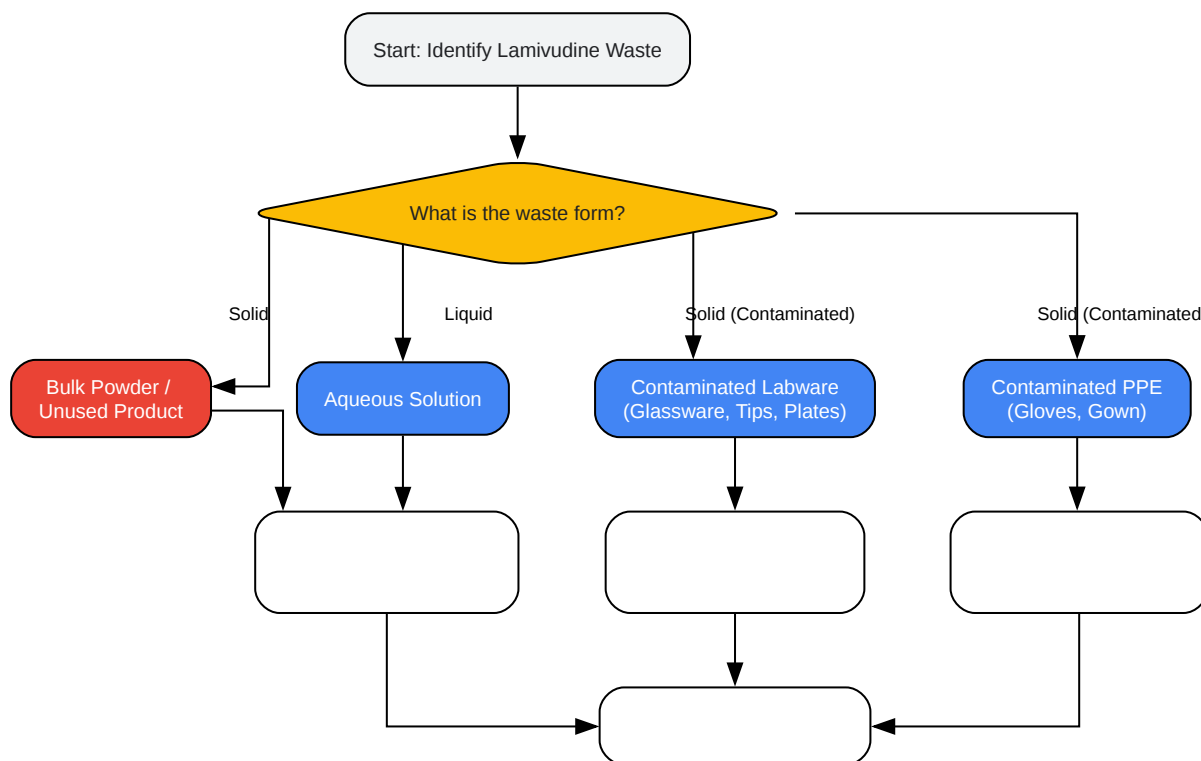 Start: Identify Lamivudine Waste
What is the waste form?
Solid
Liquid
Solid (Contaminated)
Solid (Contaminated
Bulk Powder /
Unused Product
Aqueous Solution
Contaminated Labware
(Glassware, Tips, Plates)
Contaminated PPE
(Gloves, Gown)